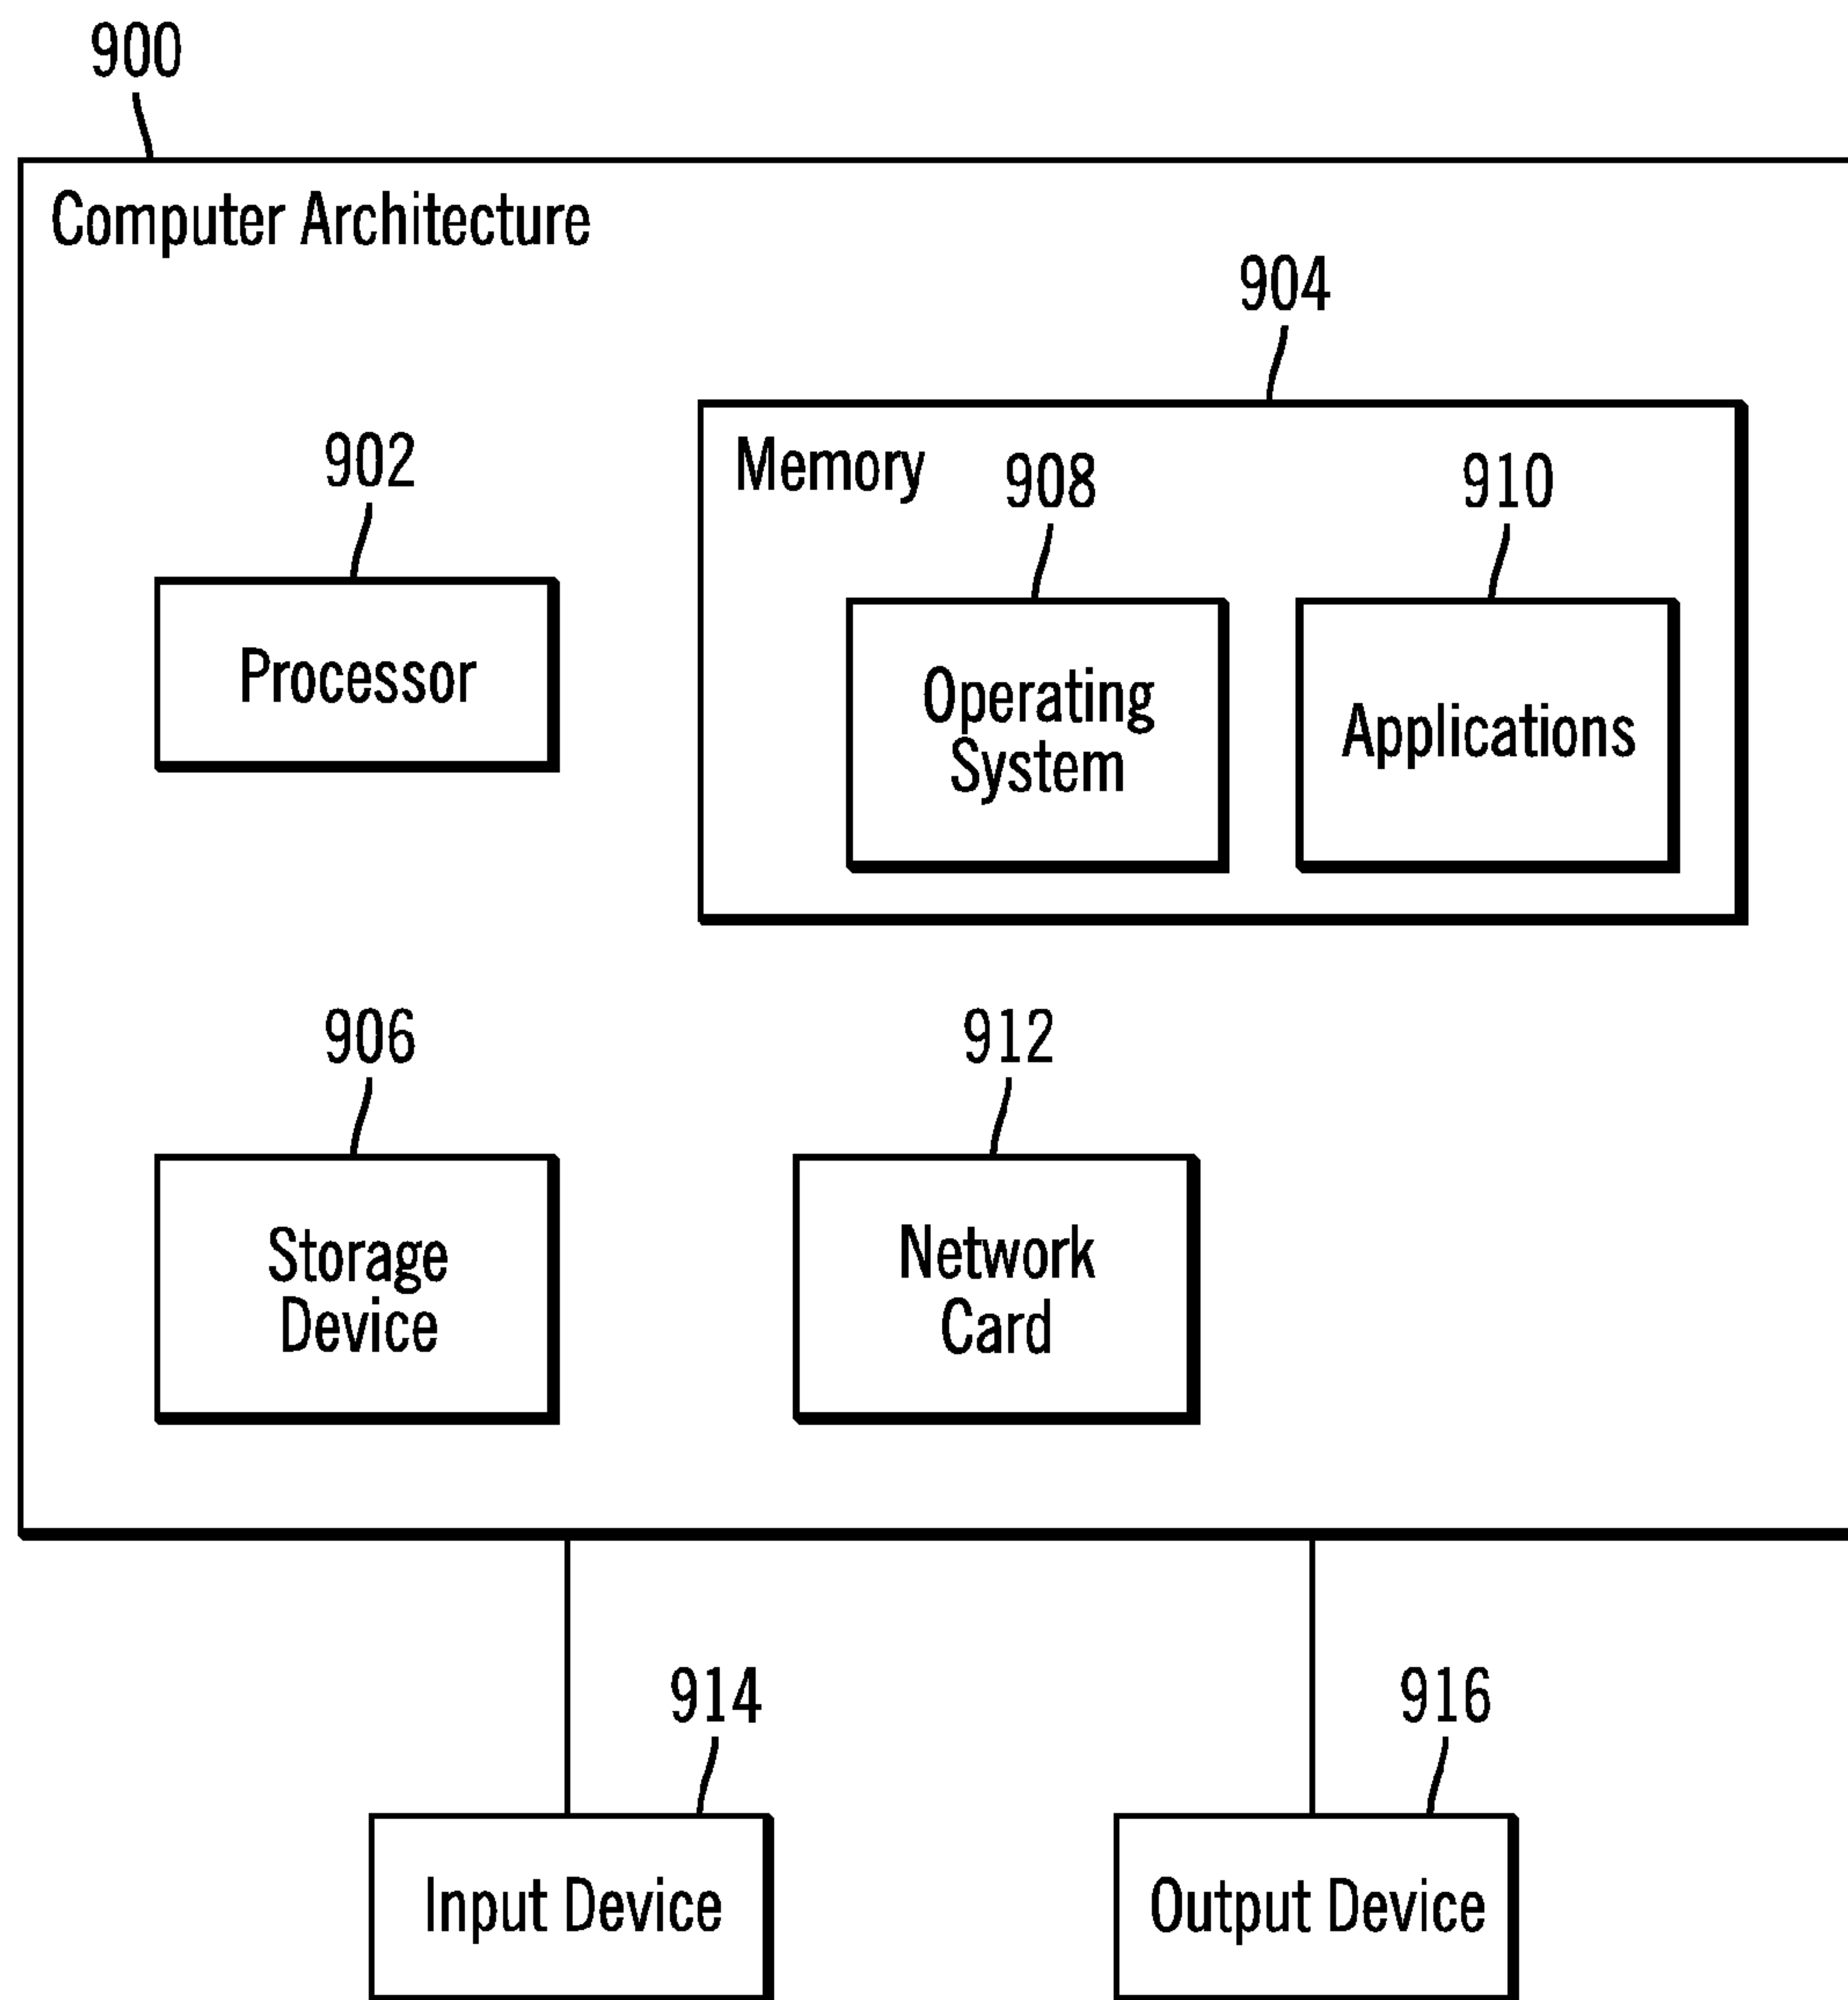 900
Computer Architecture
904
902
Memory
908
910
Processor
Operating
System
Applications
906
912
Storage
Device
Network
Card
914
916
Input Device
Output Device